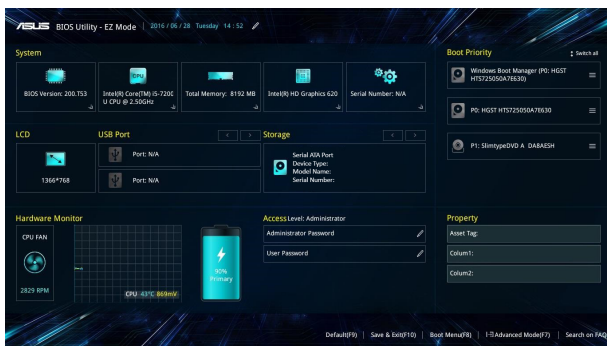 ASUS BIOS Utility - EZ Mode 2016 / 06 / 28 Tuesday 14 : 52
System
BIOS Version: 200.T53
Intel(R) Core(TM) i5-7200
U CPU @ 2.50GHz
Total Memory: 8192 MB
Intel(R) HD Graphics 620
Serial Number: N/A
Boot Priority
Switch all
Windows Boot Manager (P0: HGST
HTS725050A7E630)
P0: HGST HTS725050A7E630
P1: SlimtypeDVD A DA8AESH
LCD
1366*768
USB Port
Port: N/A
Port: N/A
Storage
Serial ATA Port
Device Type:
Model Name:
Serial Number:
Hardware Monitor
CPU FAN
2829 RPM
CPU 43°C 869mV
90%
Primary
Access Level: Administrator
Administrator Password
User Password
Property
Asset Tag:
Colum1:
Colum2:
Default(F9) Save & Exit(F10) Boot Menu(F8) Advanced Mode(F7) Search on FAQ